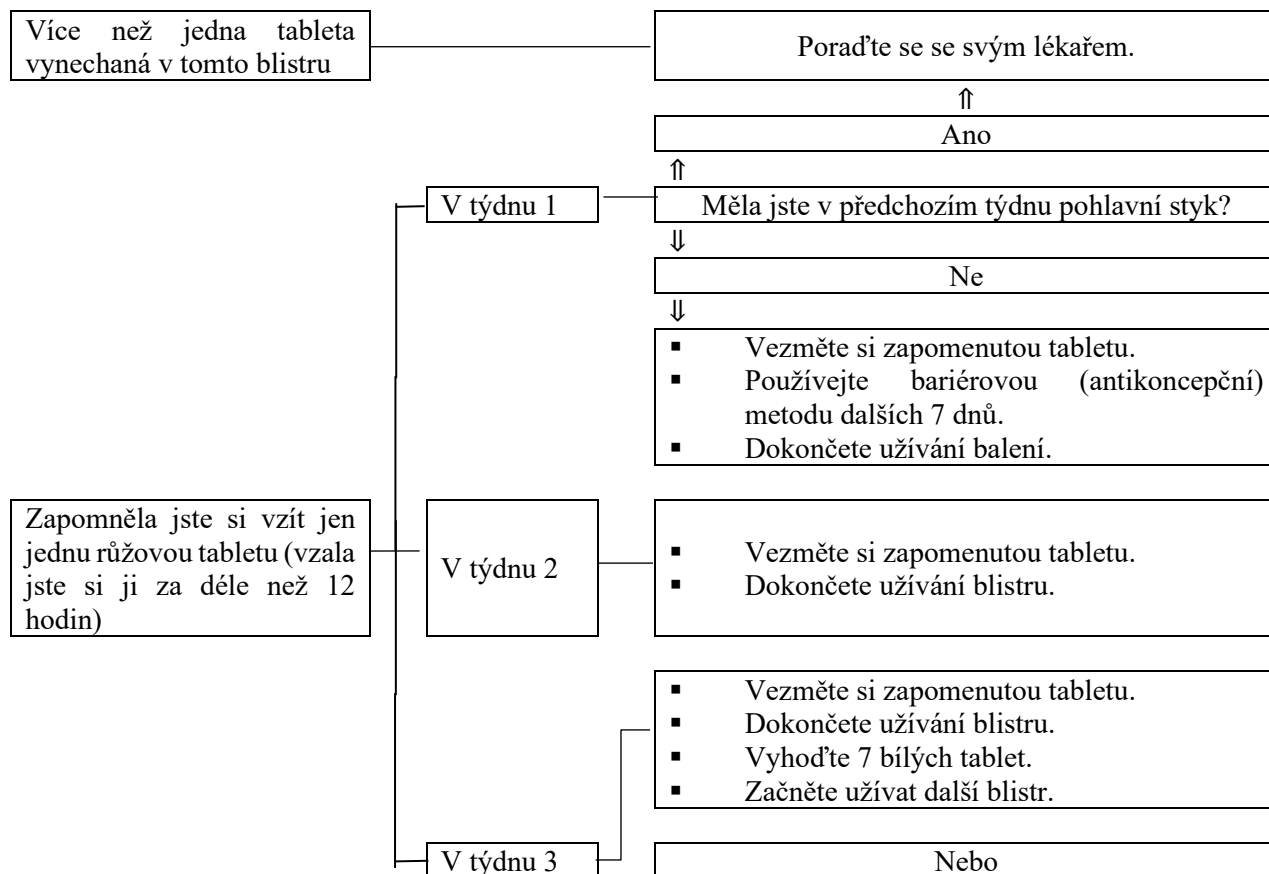 Více než jedna tableta
vynechaná v tomto blistru
Poraďte se se svým lékařem.
⇑
Ano
⇑
V týdnu 1
Měla jste v předchozím týdnu pohlavní styk?
⇓
Ne
⇓
▪ Vezměte si zapomenutou tabletu.
▪ Používejte bariérovou (antikoncepční)
metodu dalších 7 dnů.
▪ Dokončete užívání balení.
Zapomněla jste si vzít jen
jednu růžovou tabletu (vzala
jste si ji za déle než 12
hodin)
V týdnu 2
▪ Vezměte si zapomenutou tabletu.
▪ Dokončete užívání blistru.
▪ Vezměte si zapomenutou tabletu.
▪ Dokončete užívání blistru.
▪ Vyhoďte 7 bílých tablet.
▪ Začněte užívat další blistr.
V týdnu 3
Nebo